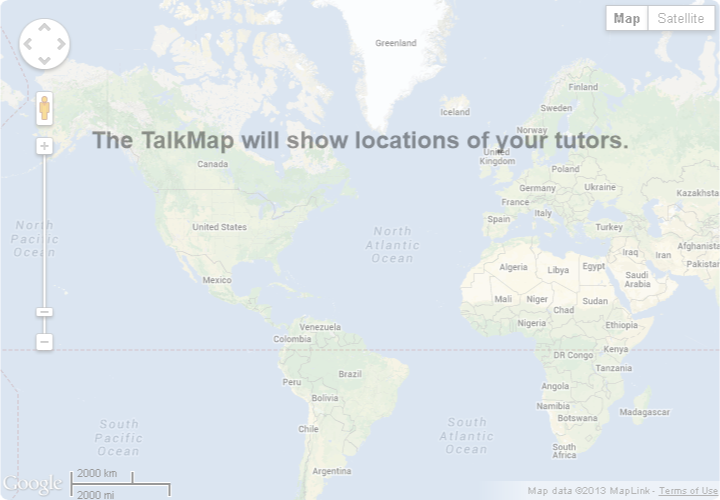 Map Satellite
Greenland
Finland
Iceland
Sweden
Norway
The TalkMap will show locations of your tutors.
United
Kingdom
Canada
Poland
Germany
Ukraine
Kazakhsta
France
Italy
Spain
Turkey
United States
North
Pacific
Ocean
North
Atlantic
Ocean
Iraq
Iran
Afghanista
Pakistan
Algeria
Libya
Egypt
Saudi
Arabia
Mexico
Mali
Niger
Chad
Sudan
Nigeria
Ethiopia
Venezuela
Colombia
Kenya
DR Congo
Tanzania
Peru
Brazil
Bolivia
Angola
Namibia
Botswana
Madagascar
South
Pacific
Ocean
South
Atlantic
Ocean
Chile
South
Africa
Argentina
Google
2000 km
2000 mi
Map data ©2013 MapLink - Terms of Use